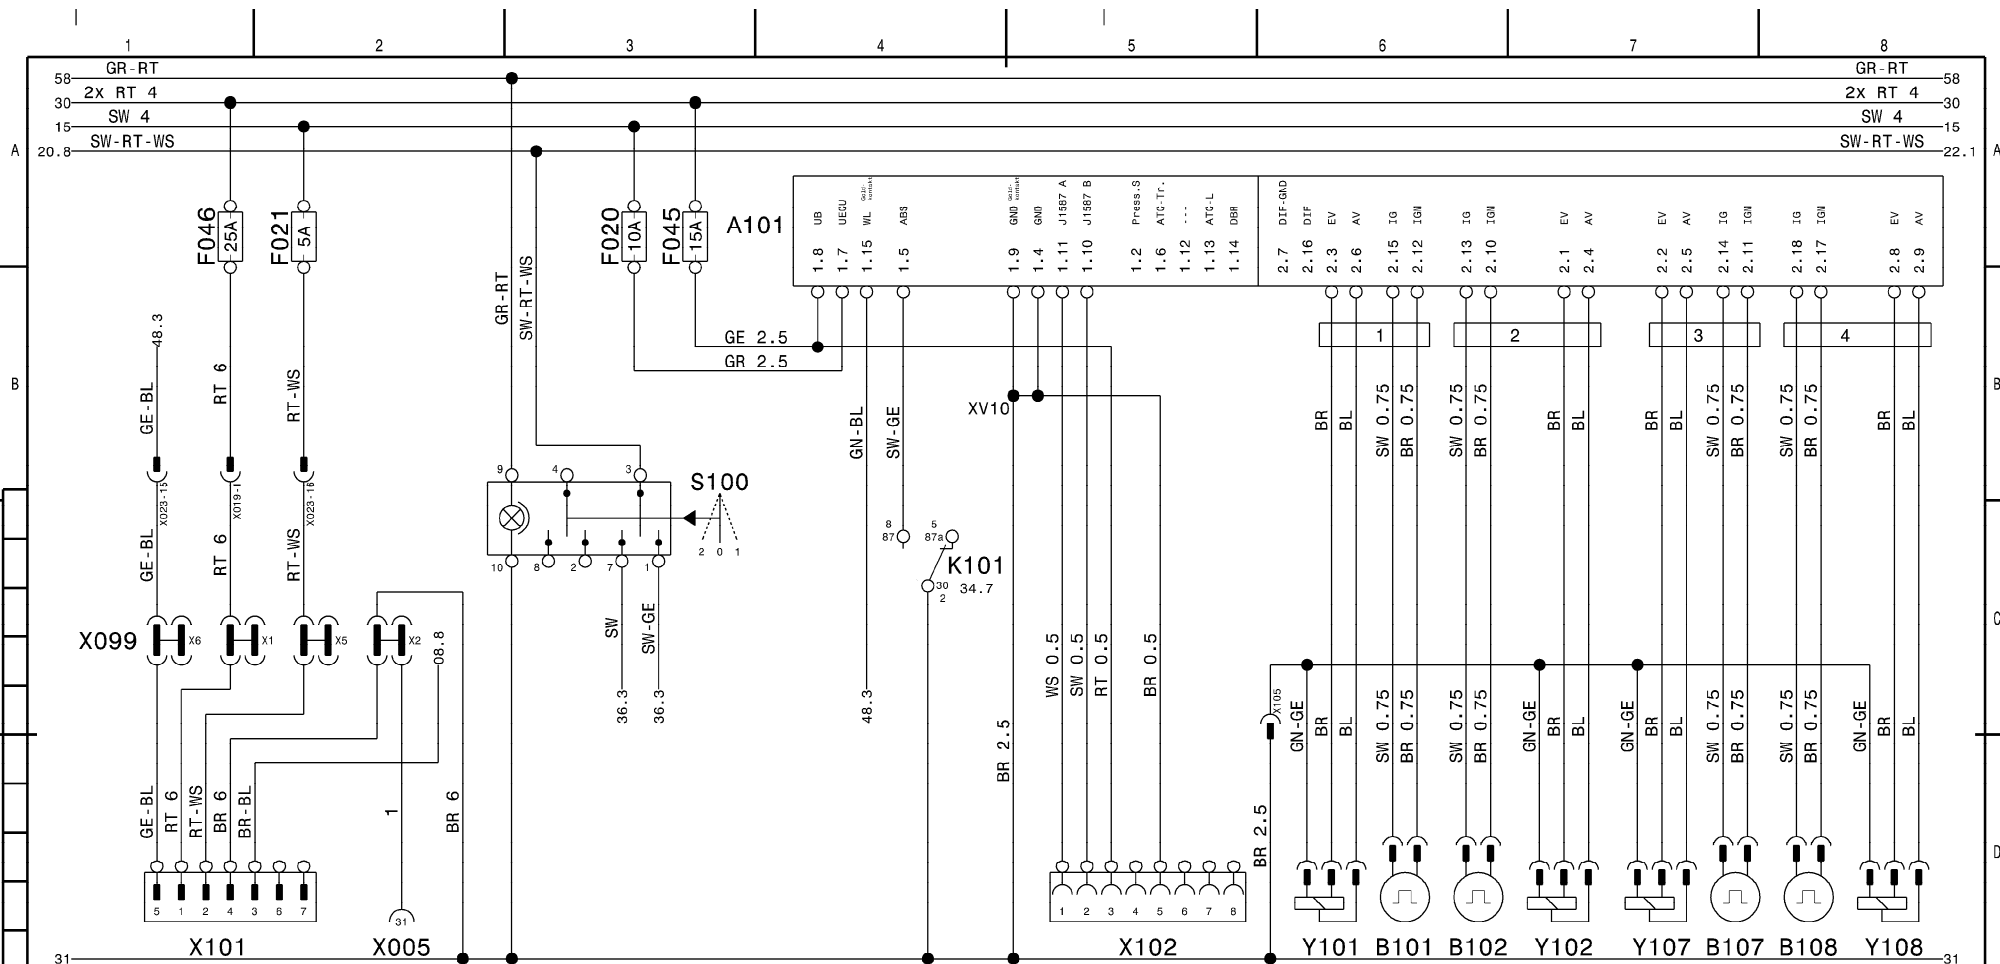 1 2 3 4 5 6 7 8
GR-RT GR-RT
58 58
2x RT 4 2x RT 4
30 30
SW 4 SW 4
15 15
SW-RT-WS SW-RT-WS
A 20.8 22.1 A
F046 25A F021 5A F020 10A F045 15A A101
UB UECU WL Gold-kontakt ABS GND Gold-kontakt GND J1587 A J1587 B Press.S ATC-Tr. --- ATC-L DBR DIF-GND DIF EV AV IG IGN IG IGN EV AV EV AV IG IGN IG IGN EV AV
1.8 1.7 1.15 1.5 1.9 1.4 1.11 1.10 1.2 1.6 1.12 1.13 1.14 2.7 2.16 2.3 2.6 2.15 2.12 2.13 2.10 2.1 2.4 2.2 2.5 2.14 2.11 2.18 2.17 2.8 2.9
GR-RT SW-RT-WS
48.3
GE 2.5
GR 2.5
1 2 3 4
B B
GE-BL RT 6 RT-WS
XV10
GN-BL SW-GE
BR BL SW 0.75 BR 0.75 SW 0.75 BR 0.75 BR BL BR BL SW 0.75 BR 0.75 SW 0.75 BR 0.75 BR BL
9 4 3 S100
X023-15 X019-1 X023-16
8 87 5 87a
2 0 1
GE-BL RT 6 RT-WS
10 8 2 7 1
K101
30 34.7
2
C
SW SW-GE
X099 X6 X1 X5 X2 08.8
WS 0.5 SW 0.5 RT 0.5 BR 0.5
36.3 36.3 48.3
X105
GN-GE BR BL SW 0.75 BR 0.75 SW 0.75 BR 0.75 GN-GE BR BL GN-GE BR BL SW 0.75 BR 0.75 SW 0.75 BR 0.75 GN-GE BR BL
BR 2.5
GE-BL RT 6 RT-WS BR 6 BR-BL 1 BR 6
BR 2.5
D
5 1 2 4 3 6 7
31
1 2 3 4 5 6 7 8
X101 X005 X102 Y101 B101 B102 Y102 Y107 B107 B108 Y108
31 31